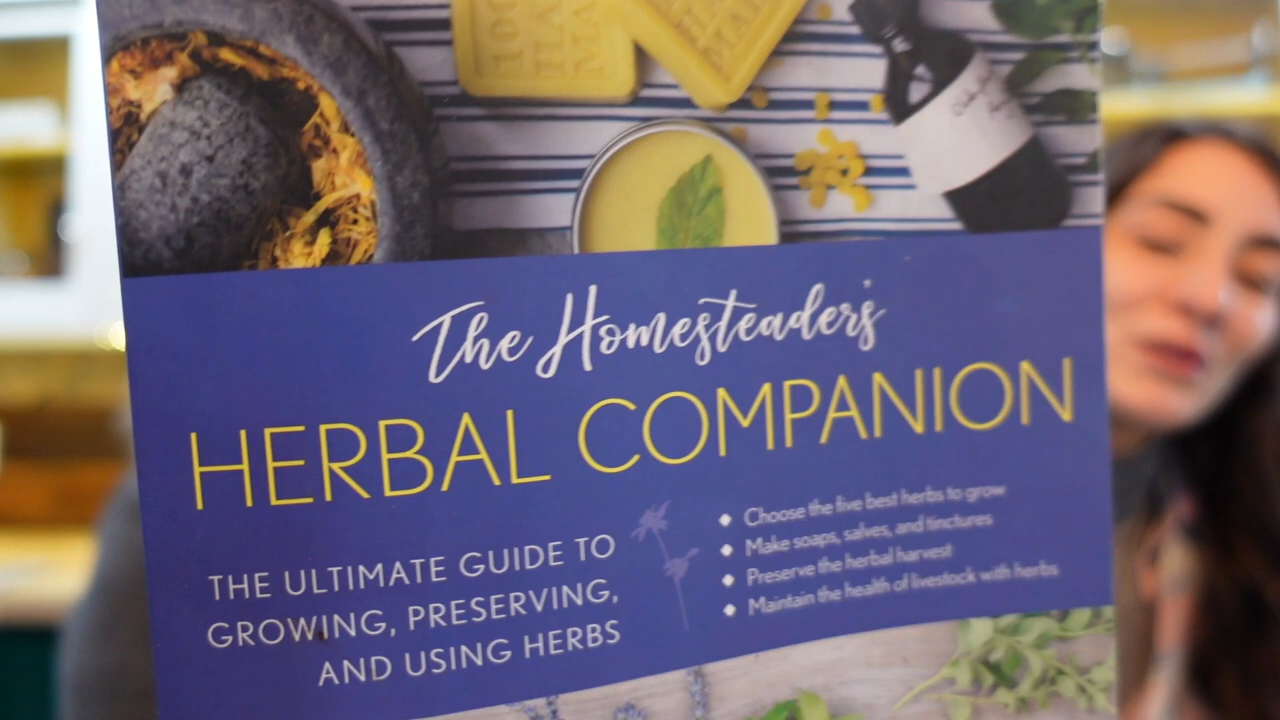 The Homesteader's
HERBAL COMPANION
THE ULTIMATE GUIDE TO
GROWING, PRESERVING,
AND USING HERBS
Choose the five best herbs to grow
Make soaps, salves, and tinctures
Preserve the herbal harvest
Maintain the health of livestock with herbs